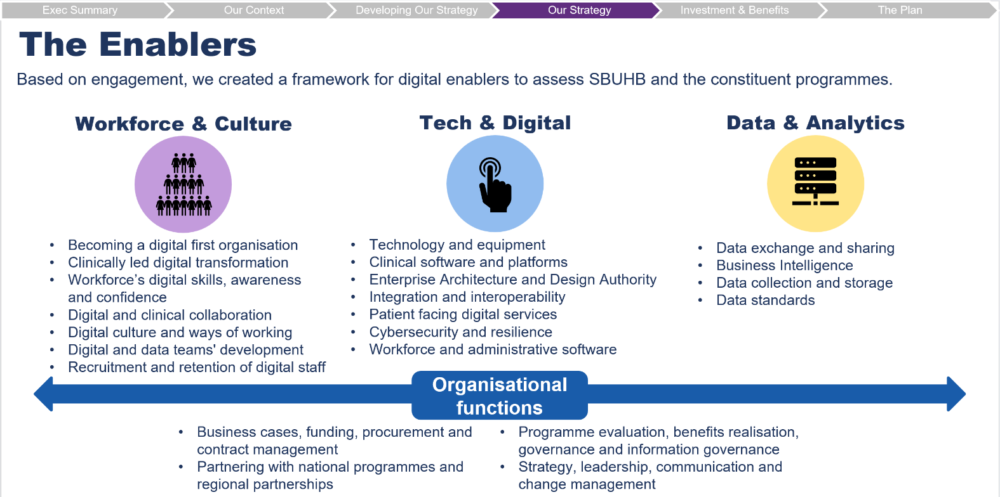 Exec Summary
Our Context
Developing Our Strategy
Our Strategy
Investment & Benefits
The Plan
The Enablers
Based on engagement, we created a framework for digital enablers to assess SBUHB and the constituent programmes.
Workforce & Culture
• Becoming a digital first organisation
• Clinically led digital transformation
• Workforce’s digital skills, awareness
and confidence
• Digital and clinical collaboration
• Digital culture and ways of working
• Digital and data teams' development
• Recruitment and retention of digital staff
Tech & Digital
• Technology and equipment
• Clinical software and platforms
• Enterprise Architecture and Design Authority
• Integration and interoperability
• Patient facing digital services
• Cybersecurity and resilience
• Workforce and administrative software
Data & Analytics
• Data exchange and sharing
• Business Intelligence
• Data collection and storage
• Data standards
Organisational
functions
• Business cases, funding, procurement and
contract management
• Partnering with national programmes and
regional partnerships
• Programme evaluation, benefits realisation,
governance and information governance
• Strategy, leadership, communication and
change management